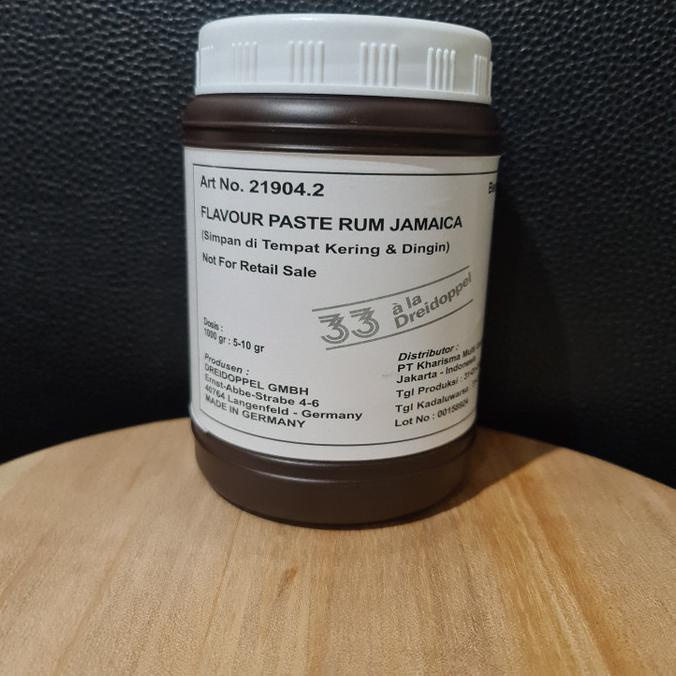 Art No. 21904.2
FLAVOUR PASTE RUM JAMAICA
(Simpan di Tempat Kering & Dingin)
Not For Retail Sale
33 à la
Dreidoppel
Dosis :
1000 gr : 5-10 gr
Produsen :
DREIDOPPEL GMBH
Ernst-Abbe-Strabe 4-6
40764 Langenfeld - Germany
MADE IN GERMANY
Distributor :
PT Kharisma Multi
Jakarta - Indonesia
Tgl Produksi :
Tgl Kadaluwarsa :
Lot No : 00158924